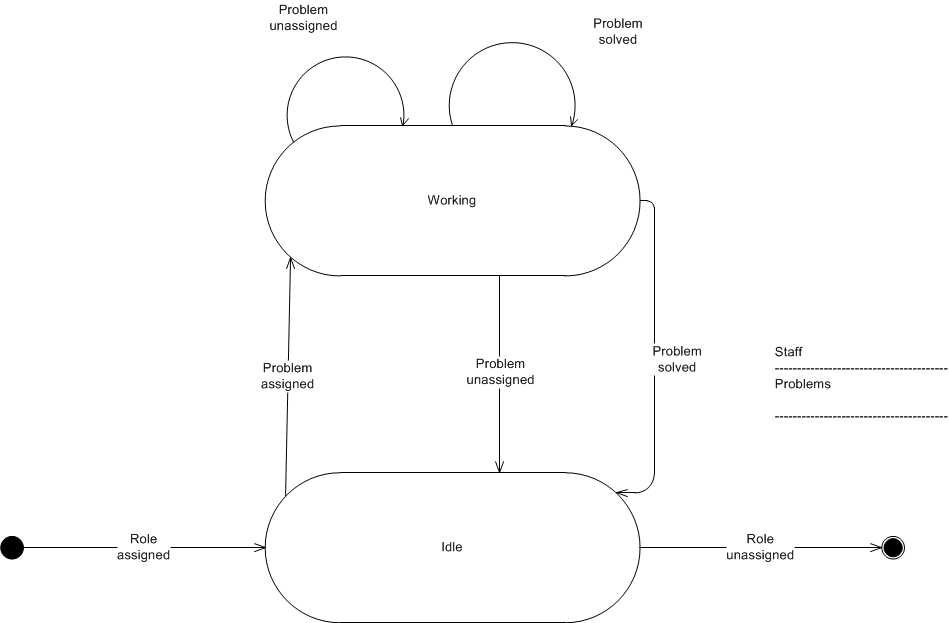 Problem
unassigned
Problem
solved
Working
Problem
assigned
Problem
unassigned
Problem
solved
Staff
Problems
Role
assigned
Idle
Role
unassigned